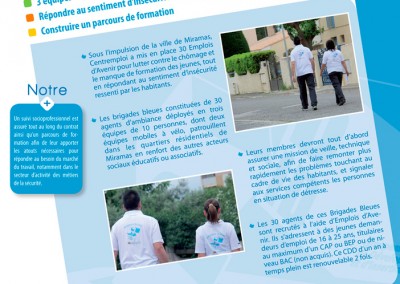 3 équipes
Répondre au sentiment d'insécurité
Construire un parcours de formation
Sous l'impulsion de la ville de Miramas,
Centremploi a mis en place 30 Emplois
d'Avenir pour lutter contre le chômage et
le manque de formation des jeunes, tout
en répondant au sentiment d'insécurité
ressenti par les habitants.
Les brigades bleues constituées de 30
agents d'ambiance déployés en trois
équipes de 10 personnes, dont deux
équipes mobiles à vélo, patrouillent
dans les quartiers résidentiels de
Miramas en renfort des autres acteurs
sociaux éducatifs ou associatifs.
Notre
+
Un suivi socioprofessionnel est
assuré tout au long du contrat
ainsi qu'un parcours de for-
mation afin de leur apporter
les atouts nécessaires pour
répondre au besoin du marché
du travail, notamment dans le
secteur d'activité des métiers
de la sécurité.
Leurs membres devront tout d'abord
assurer une mission de veille, technique
et sociale, afin de faire remonter plus
rapidement les problèmes touchant au
cadre de vie des habitants, et signaler
aux services compétents les personnes
en situation de détresse.
Les 30 agents de ces Brigades Bleues
ont été recrutés à l'aide d'Emplois d'Ave-
nir. Ils s'adressent à des jeunes deman-
deurs d'emploi de 16 à 25 ans, titulaires
au maximum d'un CAP ou BEP ou de ni-
veau BAC (non acquis). Ce CDD d'un an à
temps plein est renouvelable 2 fois.